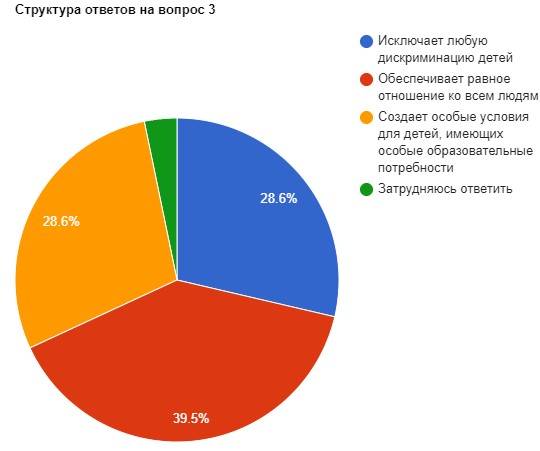 Структура ответов на вопрос 3
Исключает любую
дискриминацию детей
Обеспечивает равное
отношение ко всем людям
Создает особые условия
для детей, имеющих
особые образовательные
потребности
Затрудняюсь ответить
28.6%
28.6%
39.5%